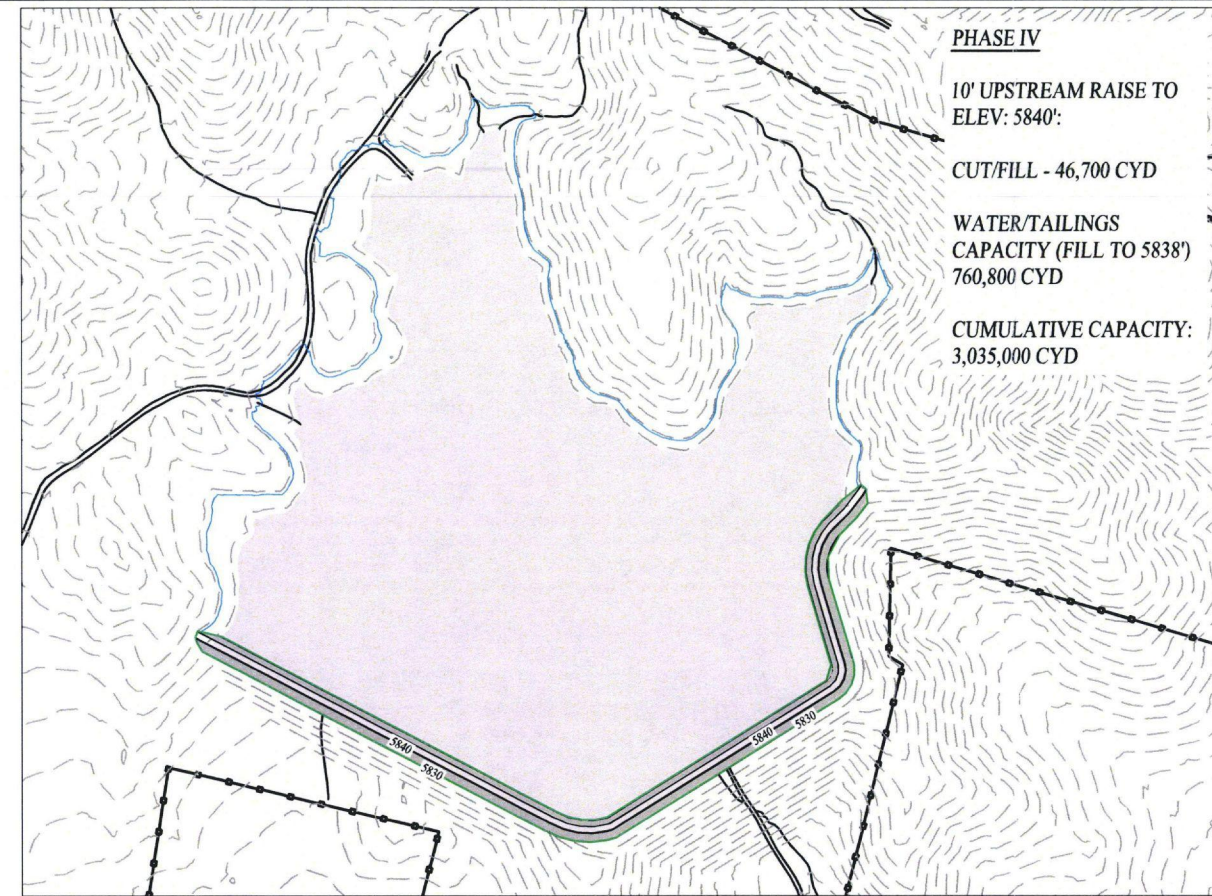 PHASE IV
10' UPSTREAM RAISE TO
ELEV: 5840':
CUT/FILL - 46,700 CYD
WATER/TAILINGS
CAPACITY (FILL TO 5838')
760,800 CYD
CUMULATIVE CAPACITY:
3,035,000 CYD
5840
5830
5840
5830